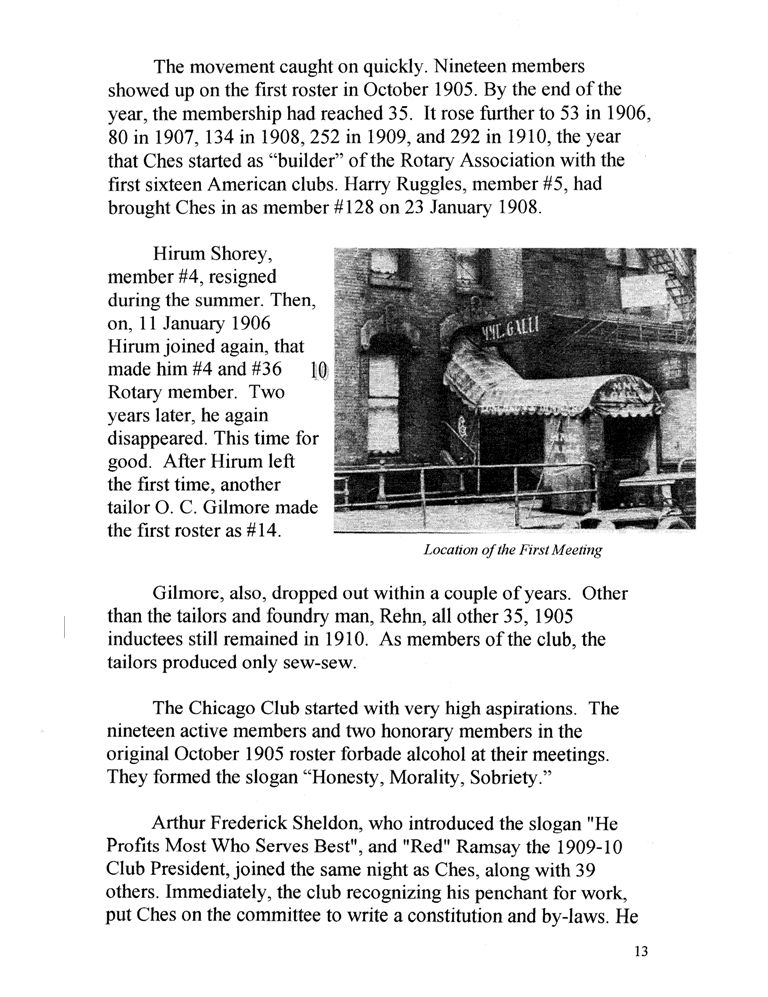 The movement caught on quickly. Nineteen members
showed up on the first roster in October 1905. By the end of the
year, the membership had reached 35. It rose further to 53 in 1906,
80 in 1907, 134 in 1908, 252 in 1909, and 292 in 1910, the year
that Ches started as “builder” of the Rotary Association with the
first sixteen American clubs. Harry Ruggles, member #5, had
brought Ches in as member #128 on 23 January 1908.
Hirum Shorey,
member #4, resigned
during the summer. Then,
on, 11 January 1906
Hirum joined again, that
made him #4 and #36 10
Rotary member. Two
years later, he again
disappeared. This time for
good. After Hirum left
the first time, another
tailor O. C. Gilmore made
the first roster as #14.
MME. GALLI
Location of the First Meeting
Gilmore, also, dropped out within a couple of years. Other
than the tailors and foundry man, Rehn, all other 35, 1905
inductees still remained in 1910. As members of the club, the
tailors produced only sew-sew.
The Chicago Club started with very high aspirations. The
nineteen active members and two honorary members in the
original October 1905 roster forbade alcohol at their meetings.
They formed the slogan “Honesty, Morality, Sobriety.”
Arthur Frederick Sheldon, who introduced the slogan "He
Profits Most Who Serves Best", and "Red" Ramsay the 1909-10
Club President, joined the same night as Ches, along with 39
others. Immediately, the club recognizing his penchant for work,
put Ches on the committee to write a constitution and by-laws. He
13